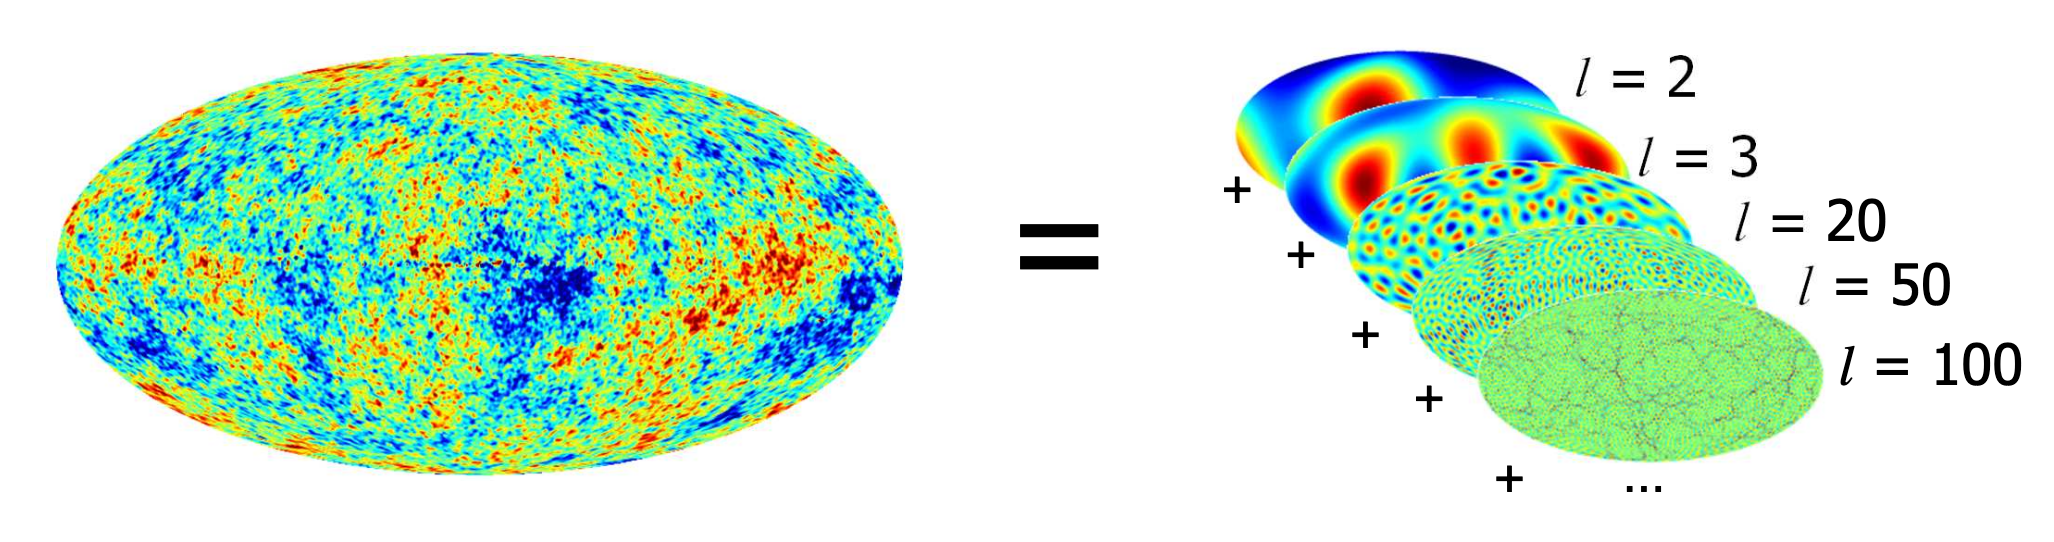 =
l = 2
l = 3
+
l = 20
+
l = 50
+
l = 100
+
+ ...